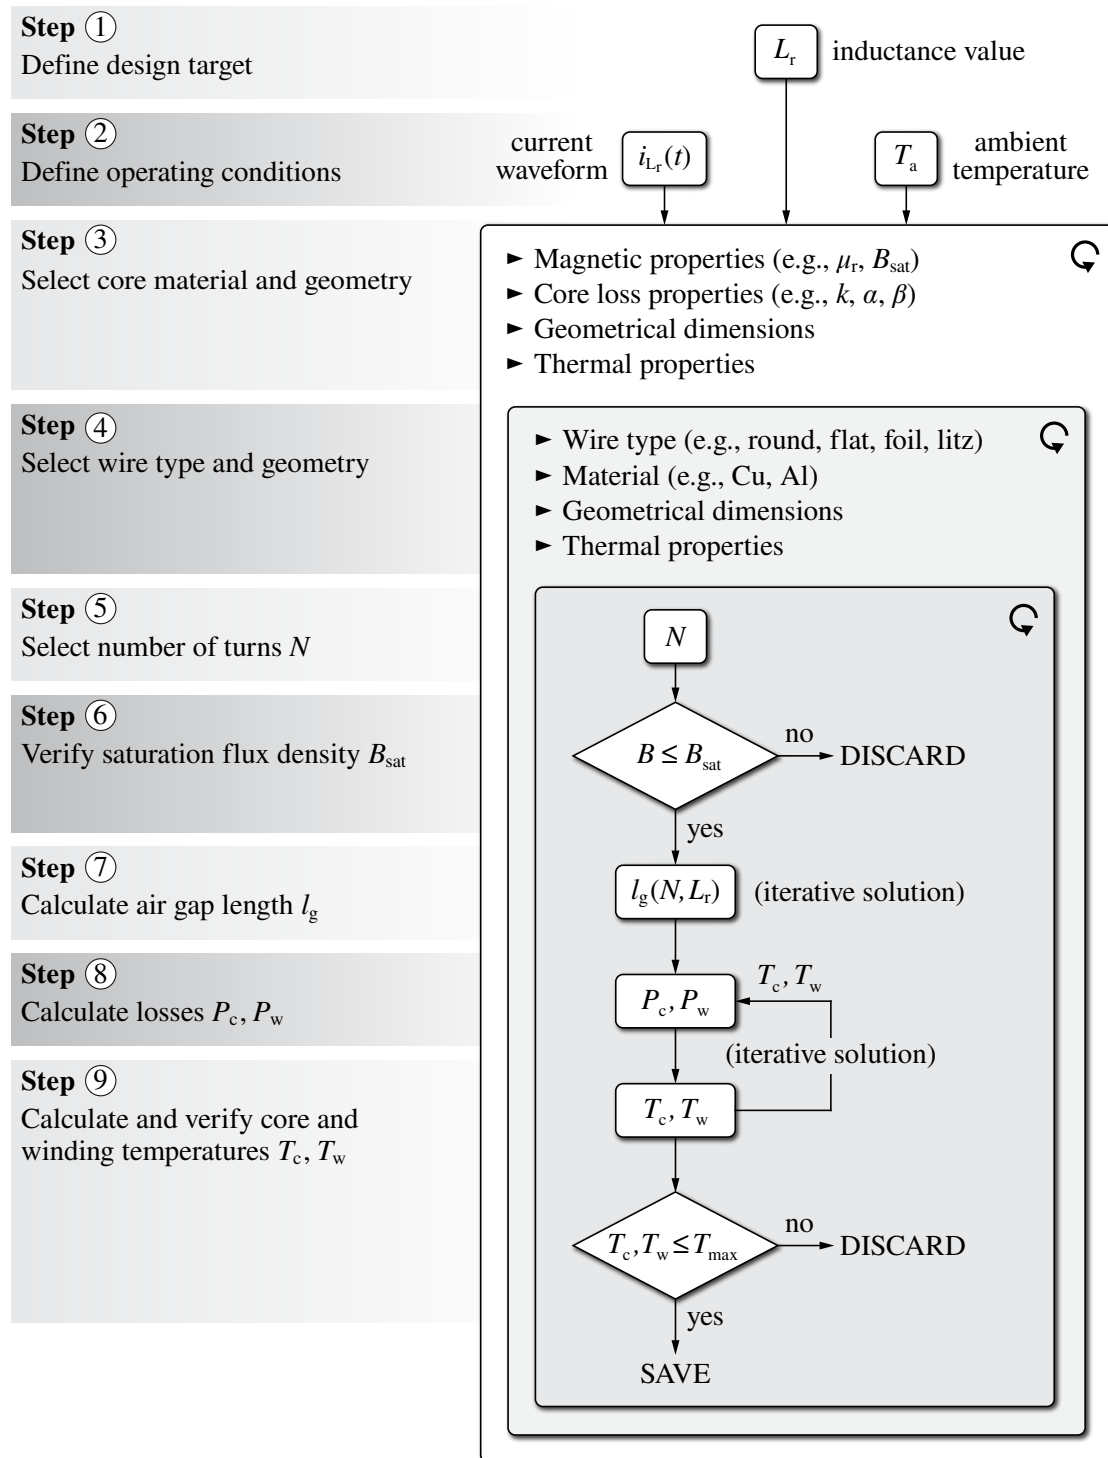 Step ①
Define design target
L_r inductance value
Step ②
Define operating conditions
current
waveform
i_Lr(t)
T_a
ambient
temperature
Step ③
Select core material and geometry
► Magnetic properties (e.g., μ_r, B_sat)
► Core loss properties (e.g., k, α, β)
► Geometrical dimensions
► Thermal properties
Step ④
Select wire type and geometry
► Wire type (e.g., round, flat, foil, litz)
► Material (e.g., Cu, Al)
► Geometrical dimensions
► Thermal properties
Step ⑤
Select number of turns N
N
Step ⑥
Verify saturation flux density B_sat
B ≤ B_sat
no
DISCARD
yes
Step ⑦
Calculate air gap length l_g
l_g(N, L_r) (iterative solution)
Step ⑧
Calculate losses P_c, P_w
P_c, P_w
T_c, T_w
(iterative solution)
Step ⑨
Calculate and verify core and
winding temperatures T_c, T_w
T_c, T_w
T_c, T_w ≤ T_max
no
DISCARD
yes
SAVE